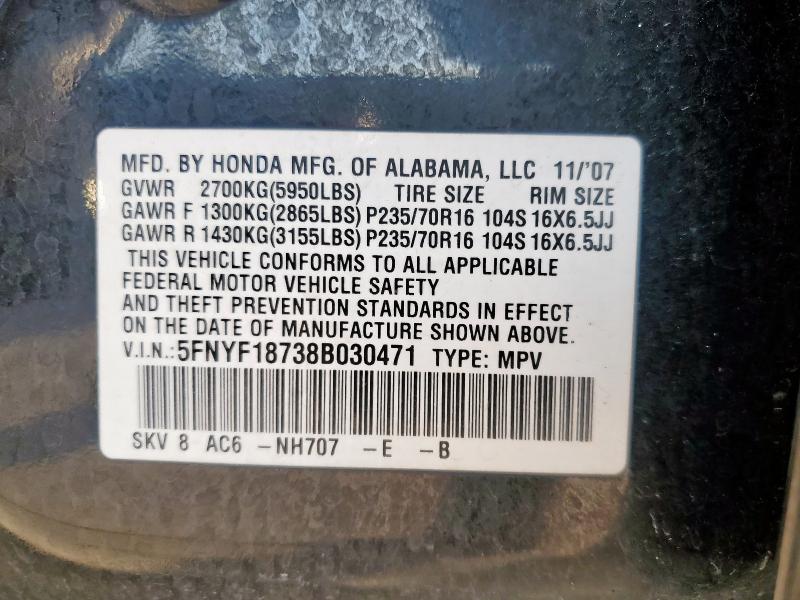 MFD. BY HONDA MFG. OF ALABAMA, LLC 11/'07
GVWR 2700KG(5950LBS) TIRE SIZE RIM SIZE
GAWR F 1300KG(2865LBS) P235/70R16 104S 16X6.5JJ
GAWR R 1430KG(3155LBS) P235/70R16 104S 16X6.5JJ
THIS VEHICLE CONFORMS TO ALL APPLICABLE
FEDERAL MOTOR VEHICLE SAFETY
AND THEFT PREVENTION STANDARDS IN EFFECT
ON THE DATE OF MANUFACTURE SHOWN ABOVE.
V.I.N.:5FNYF18738B030471 TYPE: MPV
SKV 8 AC6 -NH707 -E -B